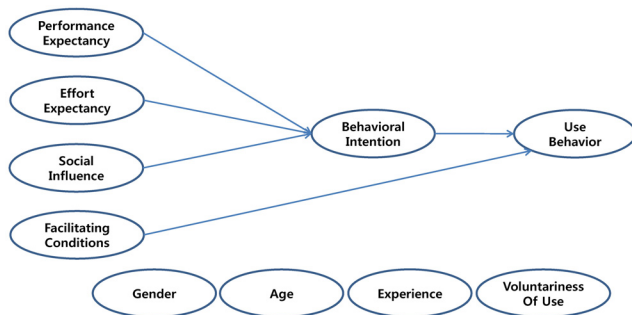 Performance
Expectancy
Effort
Expectancy
Social
Influence
Facilitating
Conditions
Behavioral
Intention
Use
Behavior
Gender
Age
Experience
Voluntariness
Of Use